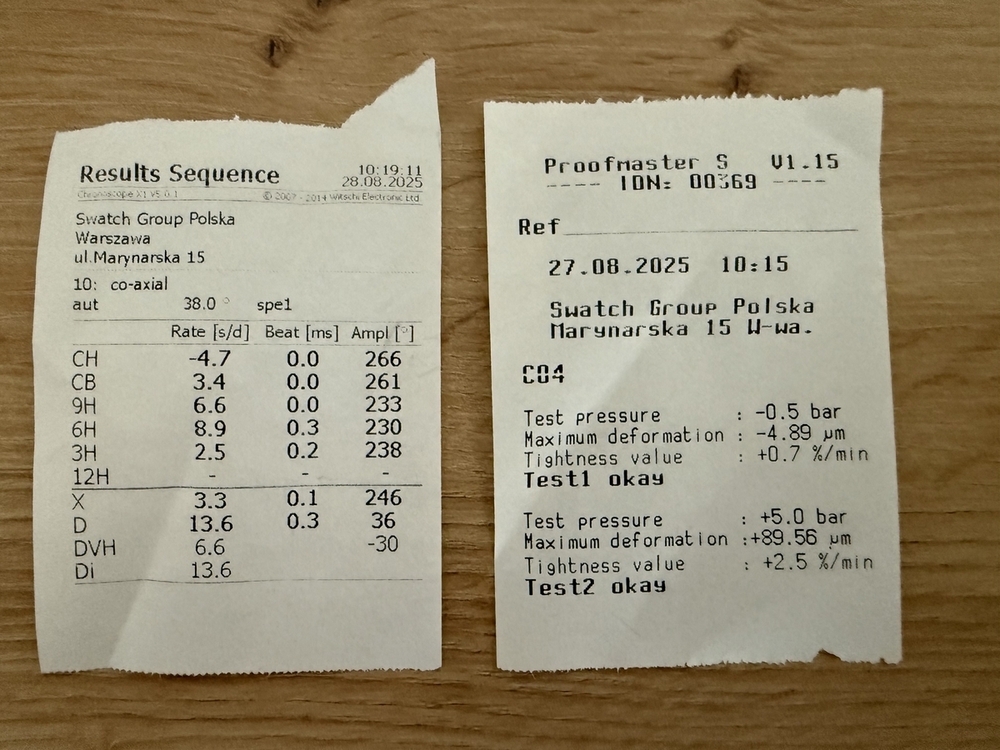 Results Sequence 10:19:11
28.08.2025
Chronoscope X1 V5.0.1 © 2007 - 2014 Witschi Electronic Ltd.
Swatch Group Polska
Warszawa
ul.Marynarska 15
10: co-axial
aut 38.0 ° spe1
Rate [s/d] Beat [ms] Ampl [°]
CH -4.7 0.0 266
CB 3.4 0.0 261
9H 6.6 0.0 233
6H 8.9 0.3 230
3H 2.5 0.2 238
12H - - -
X 3.3 0.1 246
D 13.6 0.3 36
DVH 6.6 -30
Di 13.6
Proofmaster S V1.15
---- IDN: 00369 ----
Ref
27.08.2025 10:15
Swatch Group Polska
Marynarska 15 W-wa.
C04
Test pressure : -0.5 bar
Maximum deformation : -4.89 µm
Tightness value : +0.7 %/min
Test1 okay
Test pressure : +5.0 bar
Maximum deformation :+89.56 µm
Tightness value : +2.5 %/min
Test2 okay